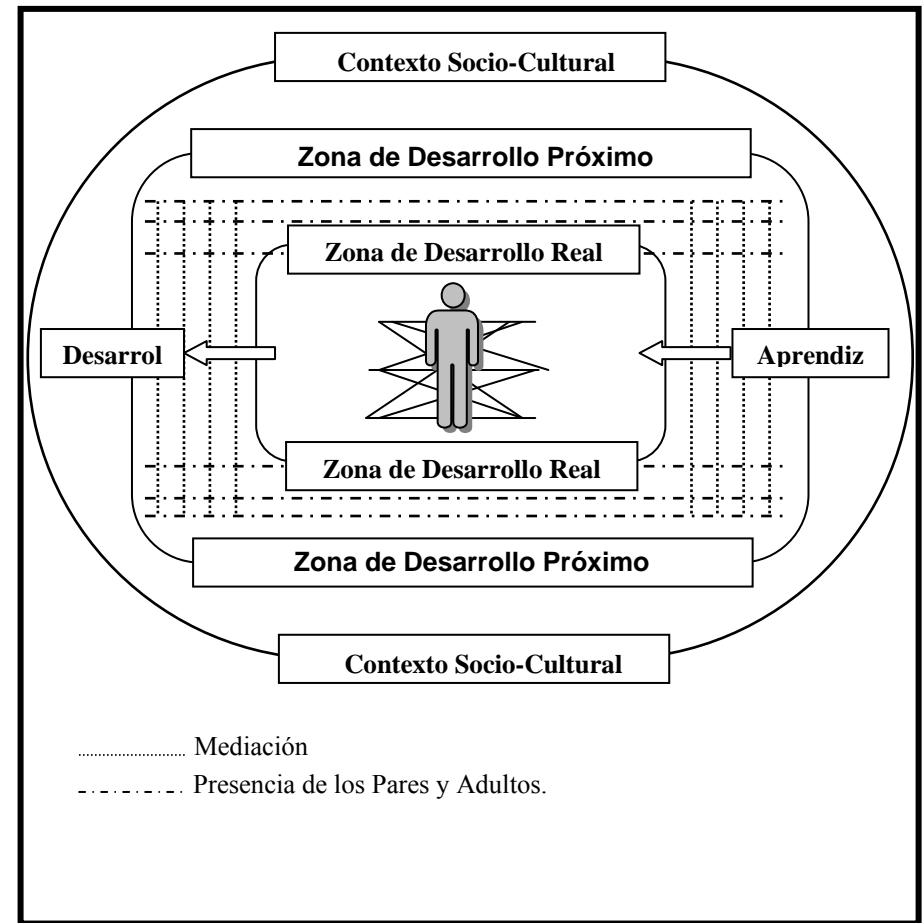 Contexto Socio-Cultural
Zona de Desarrollo Próximo
Zona de Desarrollo Real
Desarrol
Aprendiz
Zona de Desarrollo Real
Zona de Desarrollo Próximo
Contexto Socio-Cultural
Mediación
Presencia de los Pares y Adultos.